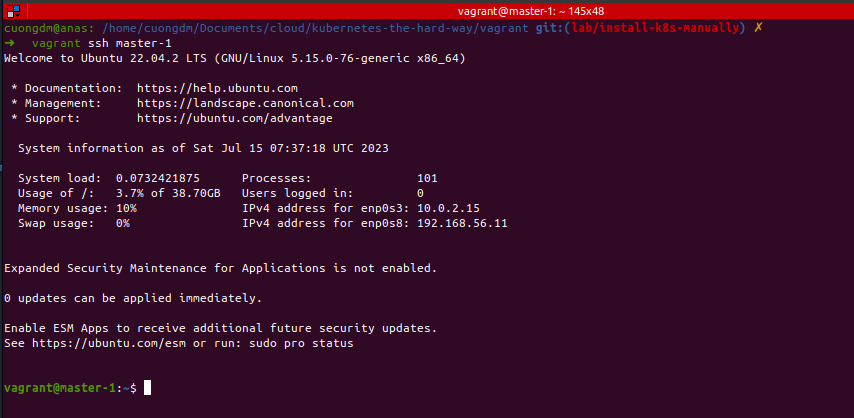 vagrant@master-1: ~ 145x48
cuongdm@anas: /home/cuongdm/Documents/cloud/kubernetes-the-hard-way/vagrant git:(lab/install-k8s-manually) ✗
➜  vagrant ssh master-1
Welcome to Ubuntu 22.04.2 LTS (GNU/Linux 5.15.0-76-generic x86_64)

 * Documentation:  https://help.ubuntu.com
 * Management:     https://landscape.canonical.com
 * Support:        https://ubuntu.com/advantage

  System information as of Sat Jul 15 07:37:18 UTC 2023

  System load:  0.0732421875      Processes:               101
  Usage of /:   3.7% of 38.70GB   Users logged in:         0
  Memory usage: 10%               IPv4 address for enp0s3: 10.0.2.15
  Swap usage:   0%                IPv4 address for enp0s8: 192.168.56.11

Expanded Security Maintenance for Applications is not enabled.

0 updates can be applied immediately.

Enable ESM Apps to receive additional future security updates.
See https://ubuntu.com/esm or run: sudo pro status

vagrant@master-1:~$